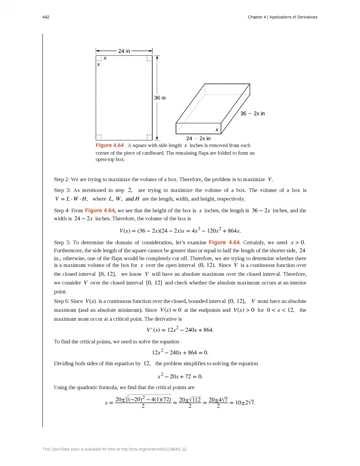 442
Chapter 4 | Applications of Derivatives
24 in
x
x
36 in
36 − 2x in
x
24 − 2x in
Figure 4.64 A square with side length x inches is removed from each
corner of the piece of cardboard. The remaining flaps are folded to form an
open-top box.
Step 2: We are trying to maximize the volume of a box. Therefore, the problem is to maximize V.
Step 3: As mentioned in step 2, are trying to maximize the volume of a box. The volume of a box is
V = L · W · H, where L, W, and H are the length, width, and height, respectively.
Step 4: From Figure 4.64, we see that the height of the box is x inches, the length is 36 − 2x inches, and the
width is 24 − 2x inches. Therefore, the volume of the box is
V(x) = (36 − 2x)(24 − 2x)x = 4x³ − 120x² + 864x.
Step 5: To determine the domain of consideration, let's examine Figure 4.64. Certainly, we need x > 0.
Furthermore, the side length of the square cannot be greater than or equal to half the length of the shorter side, 24
in.; otherwise, one of the flaps would be completely cut off. Therefore, we are trying to determine whether there
is a maximum volume of the box for x over the open interval (0, 12). Since V is a continuous function over
the closed interval [0, 12], we know V will have an absolute maximum over the closed interval. Therefore,
we consider V over the closed interval [0, 12] and check whether the absolute maximum occurs at an interior
point.
Step 6: Since V(x) is a continuous function over the closed, bounded interval [0, 12], V must have an absolute
maximum (and an absolute minimum). Since V(x) = 0 at the endpoints and V(x) > 0 for 0 < x < 12, the
maximum must occur at a critical point. The derivative is
V′(x) = 12x² − 240x + 864.
To find the critical points, we need to solve the equation
12x² − 240x + 864 = 0.
Dividing both sides of this equation by 12, the problem simplifies to solving the equation
x² − 20x + 72 = 0.
Using the quadratic formula, we find that the critical points are
x = (20±√((−20)² − 4(1)(72)))/2 = (20±√112)/2 = (20±4√7)/2 = 10±2√7.
This OpenStax book is available for free at http://cnx.org/content/col11964/1.12